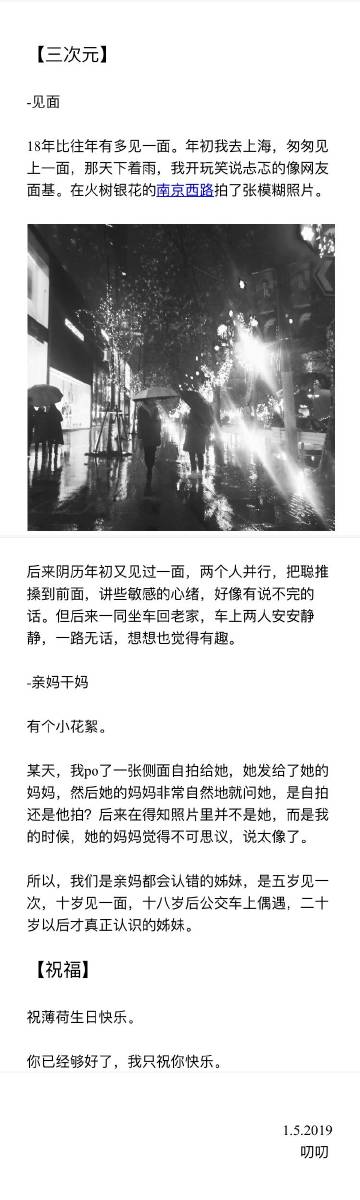 【三次元】
-见面
18年比往年有多见一面。年初我去上海，匆匆见
上一面，那天下着雨，我开玩笑说忐忑的像网友
面基。在火树银花的南京西路拍了张模糊照片。
后来阴历年初又见过一面，两个人并行，把聪推
搡到前面，讲些敏感的心绪，好像有说不完的
话。但后来一同坐车回老家，车上两人安安静
静，一路无话，想想也觉得有趣。
-亲妈干妈
有个小花絮。
某天，我po了一张侧面自拍给她，她发给了她的
妈妈，然后她的妈妈非常自然地就问她，是自拍
还是他拍？后来在得知照片里并不是她，而是我
的时候，她的妈妈觉得不可思议，说太像了。
所以，我们是亲妈都会认错的姊妹，是五岁见一
次，十岁见一面，十八岁后公交车上偶遇，二十
岁以后才真正认识的姊妹。
【祝福】
祝薄荷生日快乐。
你已经够好了，我只祝你快乐。
1.5.2019
叨叨